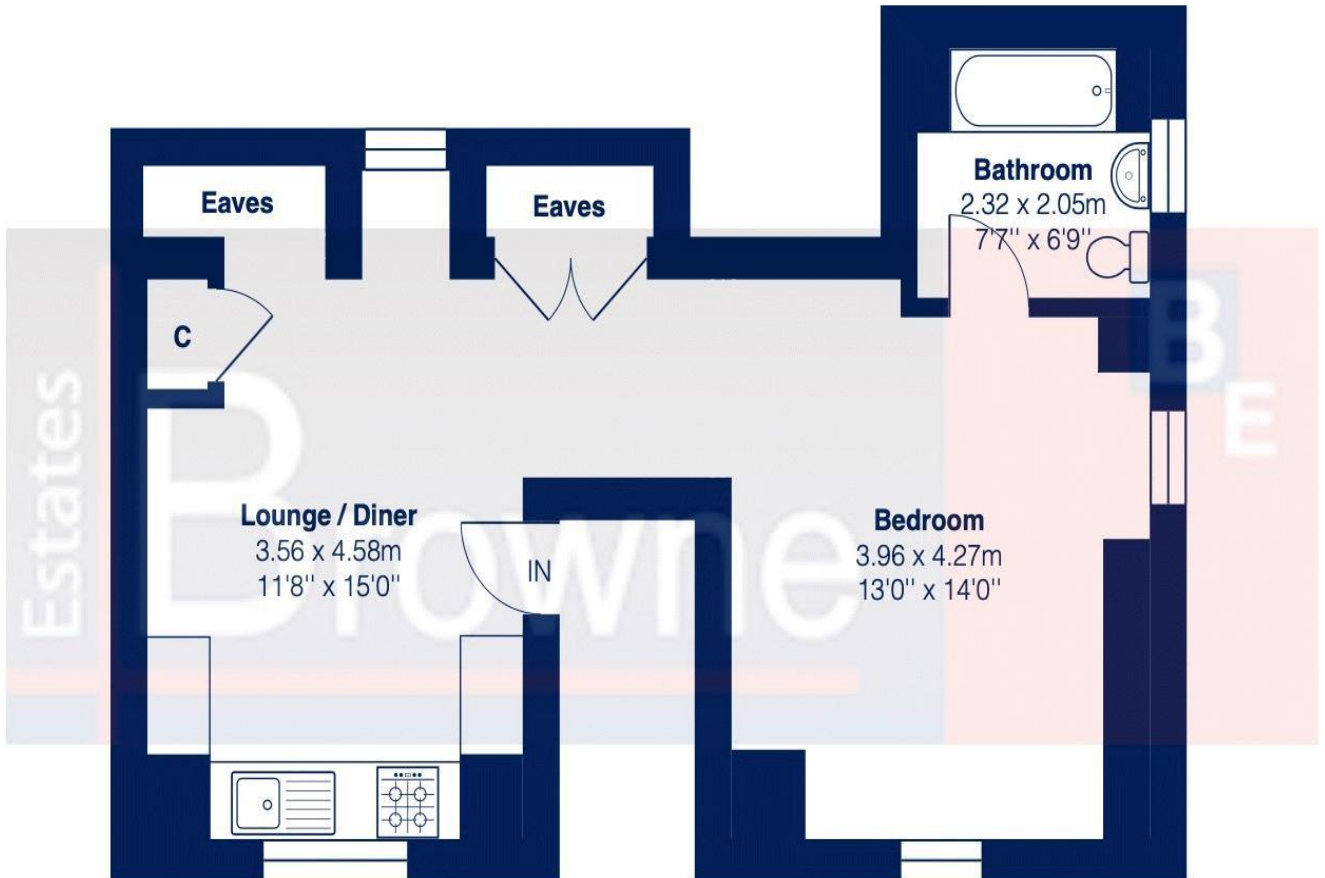 Eaves
Eaves
Bathroom
2.32 x 2.05m
7'7'' x 6'9''
C
Lounge / Diner
3.56 x 4.58m
11'8'' x 15'0''
IN
Bedroom
3.96 x 4.27m
13'0'' x 14'0''
Browne
Estates
B
E